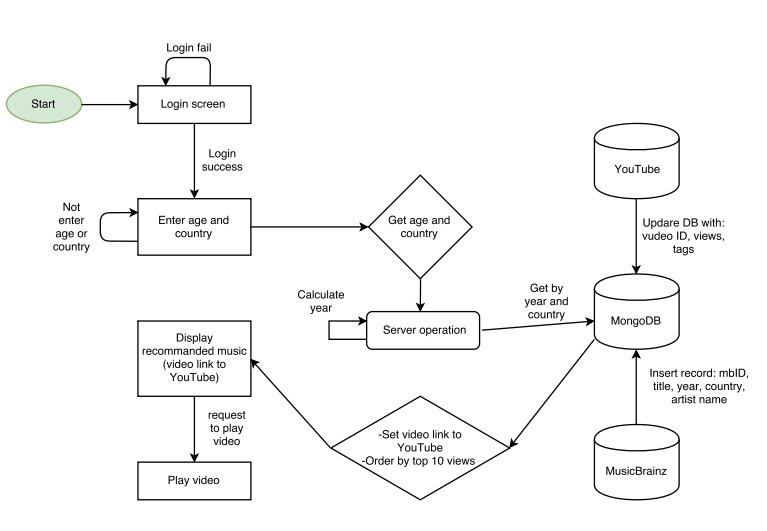 Login fail
Start
Login screen
Login
success
YouTube
Not
enter
age or
country
Enter age and
country
Get age and
country
Updare DB with:
vudeo ID, views,
tags
Calculate
year
Get by
year and
country
Server operation
MongoDB
Display
recommanded music
(video link to
YouTube)
Insert record: mbID,
title, year, country,
artist name
request
to play
video
-Set video link to
YouTube
-Order by top 10 views
Play video
MusicBrainz